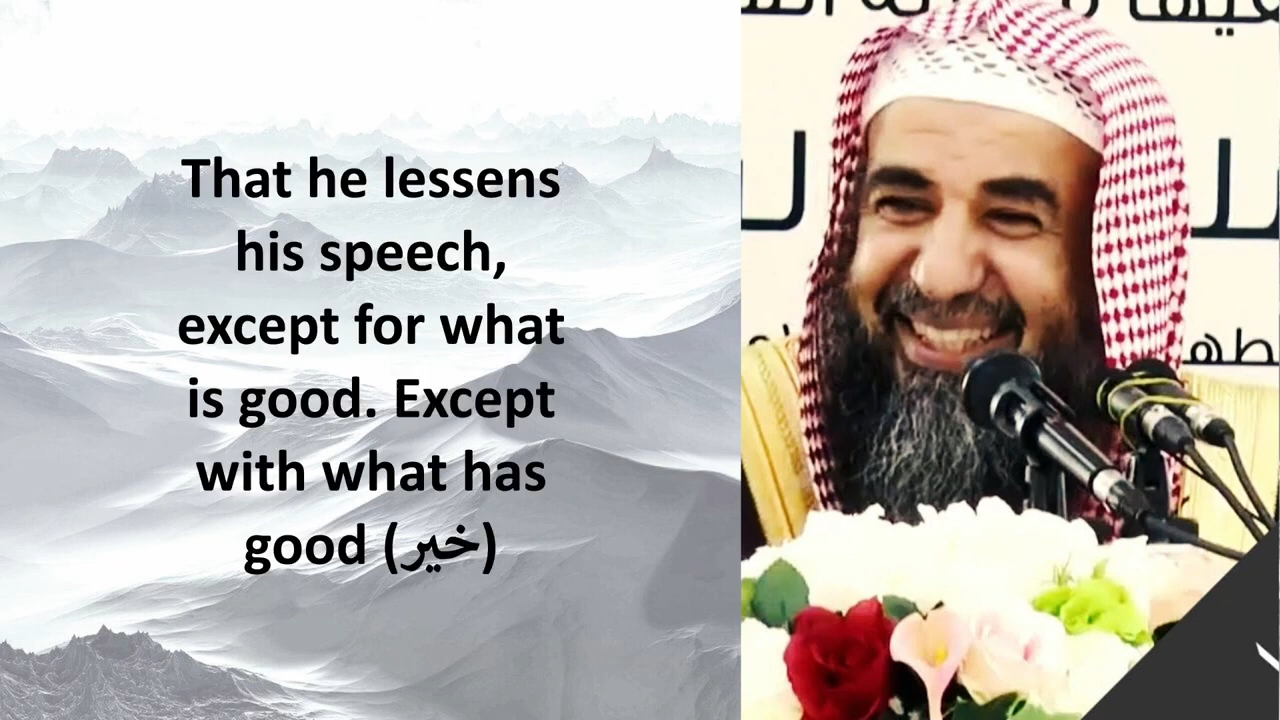 That he lessens
his speech,
except for what
is good. Except
with what has
good (خير)